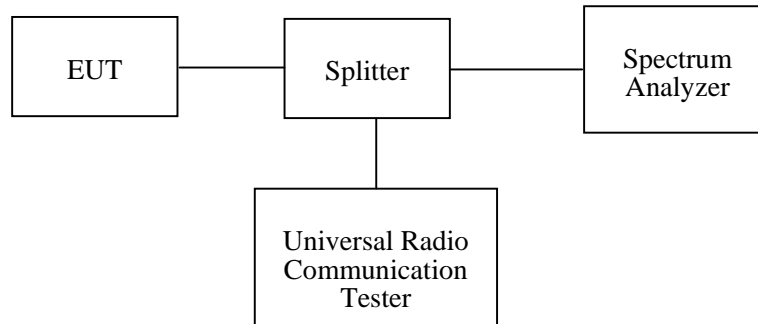 EUT
Splitter
Spectrum
Analyzer
Universal Radio
Communication
Tester